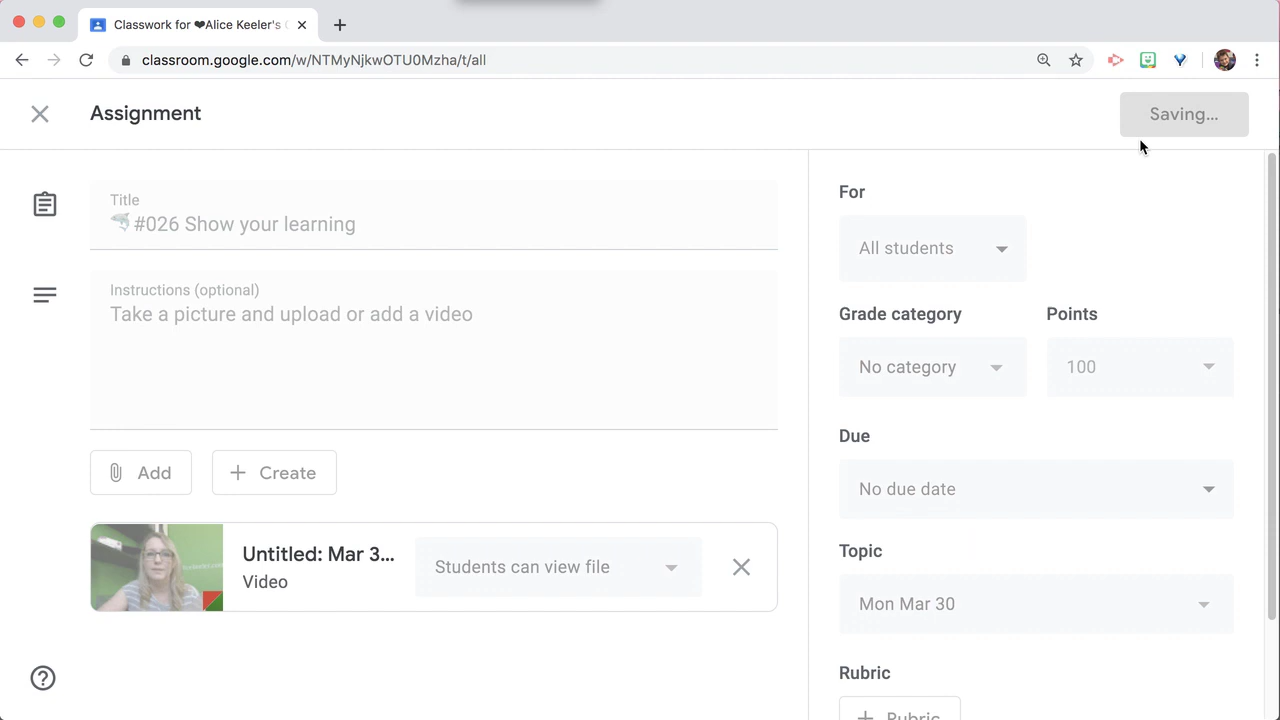 Classwork for ❤Alice Keeler's
classroom.google.com/w/NTMyNjkwOTU0Mzha/t/all
Assignment
Saving...
Title
#026 Show your learning
Instructions (optional)
Take a picture and upload or add a video
Add
Create
Untitled: Mar 3...
Video
Students can view file
For
All students
Grade category
Points
No category
100
Due
No due date
Topic
Mon Mar 30
Rubric
Rubric